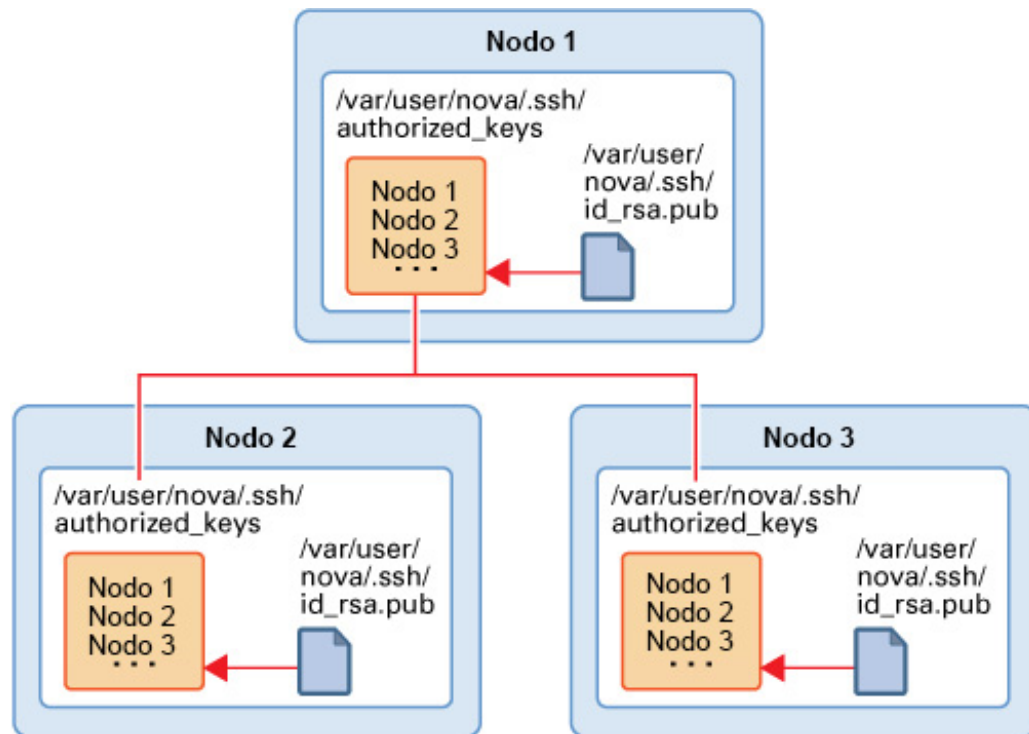 Nodo 1
/var/user/nova/.ssh/
authorized_keys
Nodo 1
Nodo 2
Nodo 3
. . .
/var/user/
nova/.ssh/
id_rsa.pub
Nodo 2
/var/user/nova/.ssh/
authorized_keys
Nodo 1
Nodo 2
Nodo 3
. . .
/var/user/
nova/.ssh/
id_rsa.pub
Nodo 3
/var/user/nova/.ssh/
authorized_keys
Nodo 1
Nodo 2
Nodo 3
. . .
/var/user/
nova/.ssh/
id_rsa.pub